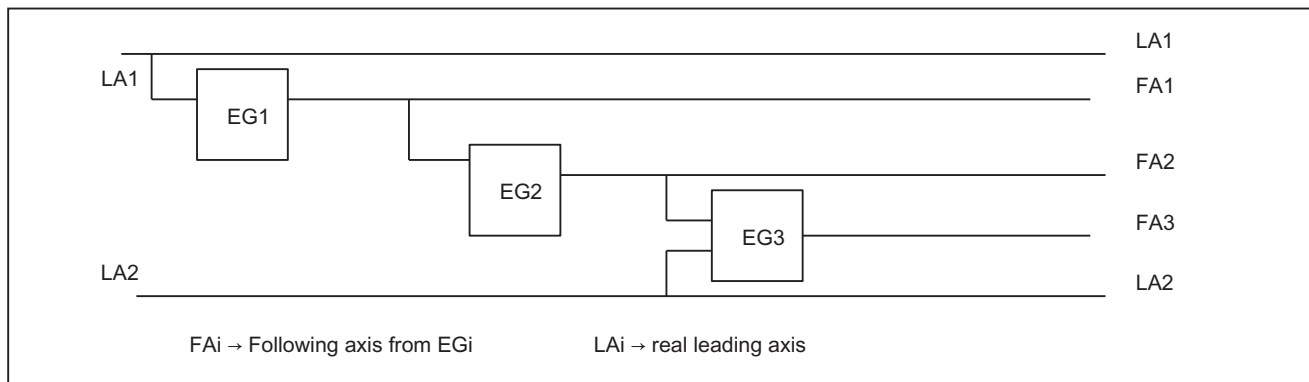 LA1
LA1
FA1
EG1
FA2
EG2
FA3
EG3
LA2
LA2
FAi → Following axis from EGi
LAi → real leading axis